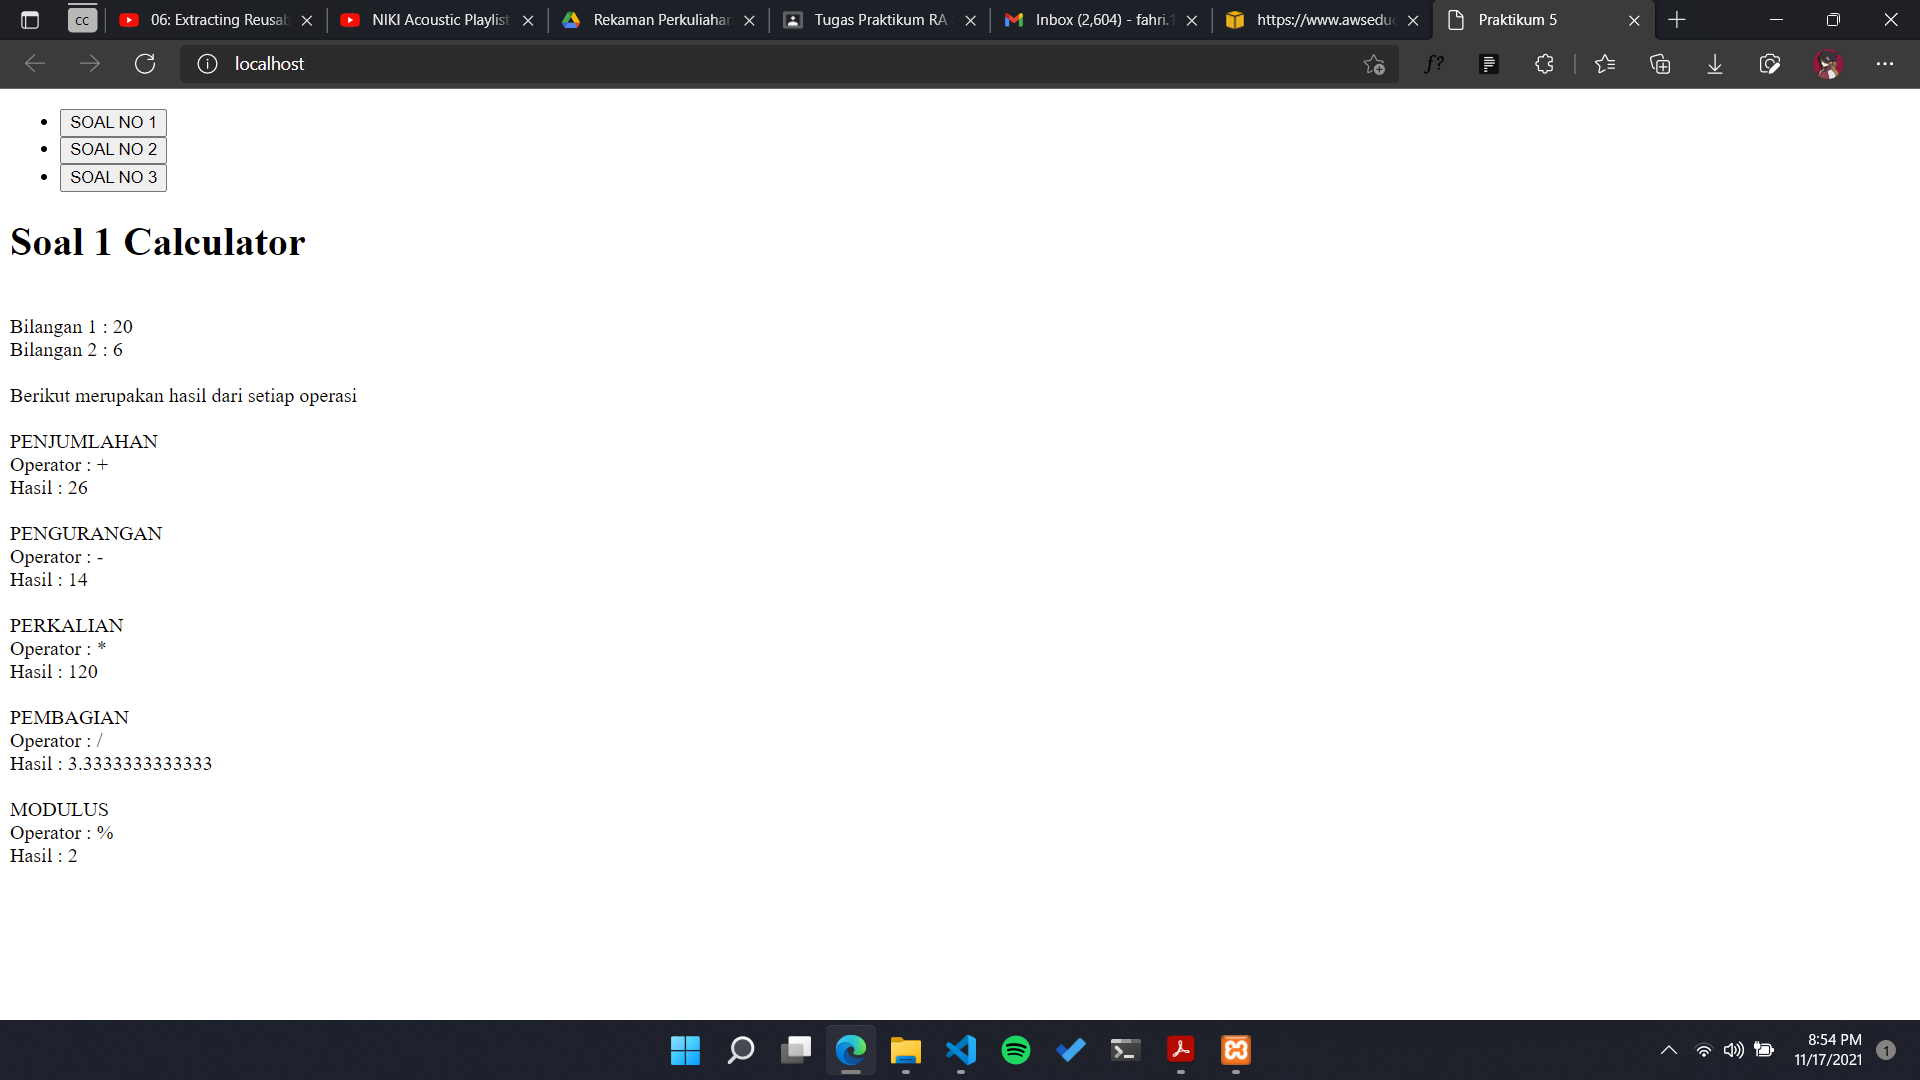 CC
06: Extracting Reusab
NIKI Acoustic Playlist
Rekaman Perkuliahan
Tugas Praktikum RA
Inbox (2,604) - fahri.1
https://www.awseduc
Praktikum 5
localhost
f?
SOAL NO 1
SOAL NO 2
SOAL NO 3
Soal 1 Calculator
Bilangan 1 : 20
Bilangan 2 : 6
Berikut merupakan hasil dari setiap operasi
PENJUMLAHAN
Operator : +
Hasil : 26
PENGURANGAN
Operator : -
Hasil : 14
PERKALIAN
Operator : *
Hasil : 120
PEMBAGIAN
Operator : /
Hasil : 3.3333333333333
MODULUS
Operator : %
Hasil : 2
8:54 PM
11/17/2021
1